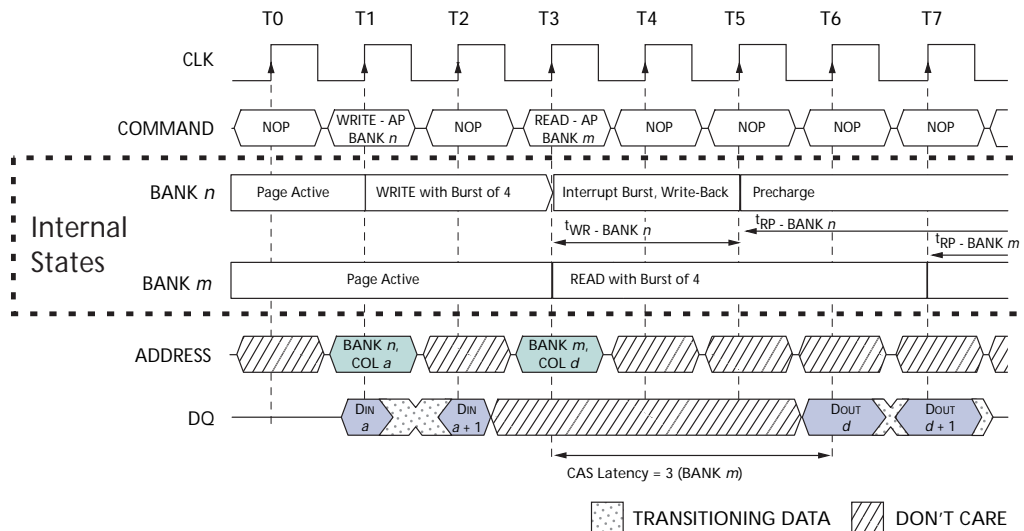 T0 T1 T2 T3 T4 T5 T6 T7
CLK
COMMAND NOP WRITE - AP BANK n NOP READ - AP BANK m NOP NOP NOP NOP
Internal States
BANK n Page Active WRITE with Burst of 4 Interrupt Burst, Write-Back Precharge
tWR - BANK n tRP - BANK n
tRP - BANK m
BANK m Page Active READ with Burst of 4
ADDRESS BANK n, COL a BANK m, COL d
DQ DIN a DIN a + 1 DOUT d DOUT d + 1
CAS Latency = 3 (BANK m)
TRANSITIONING DATA DON'T CARE